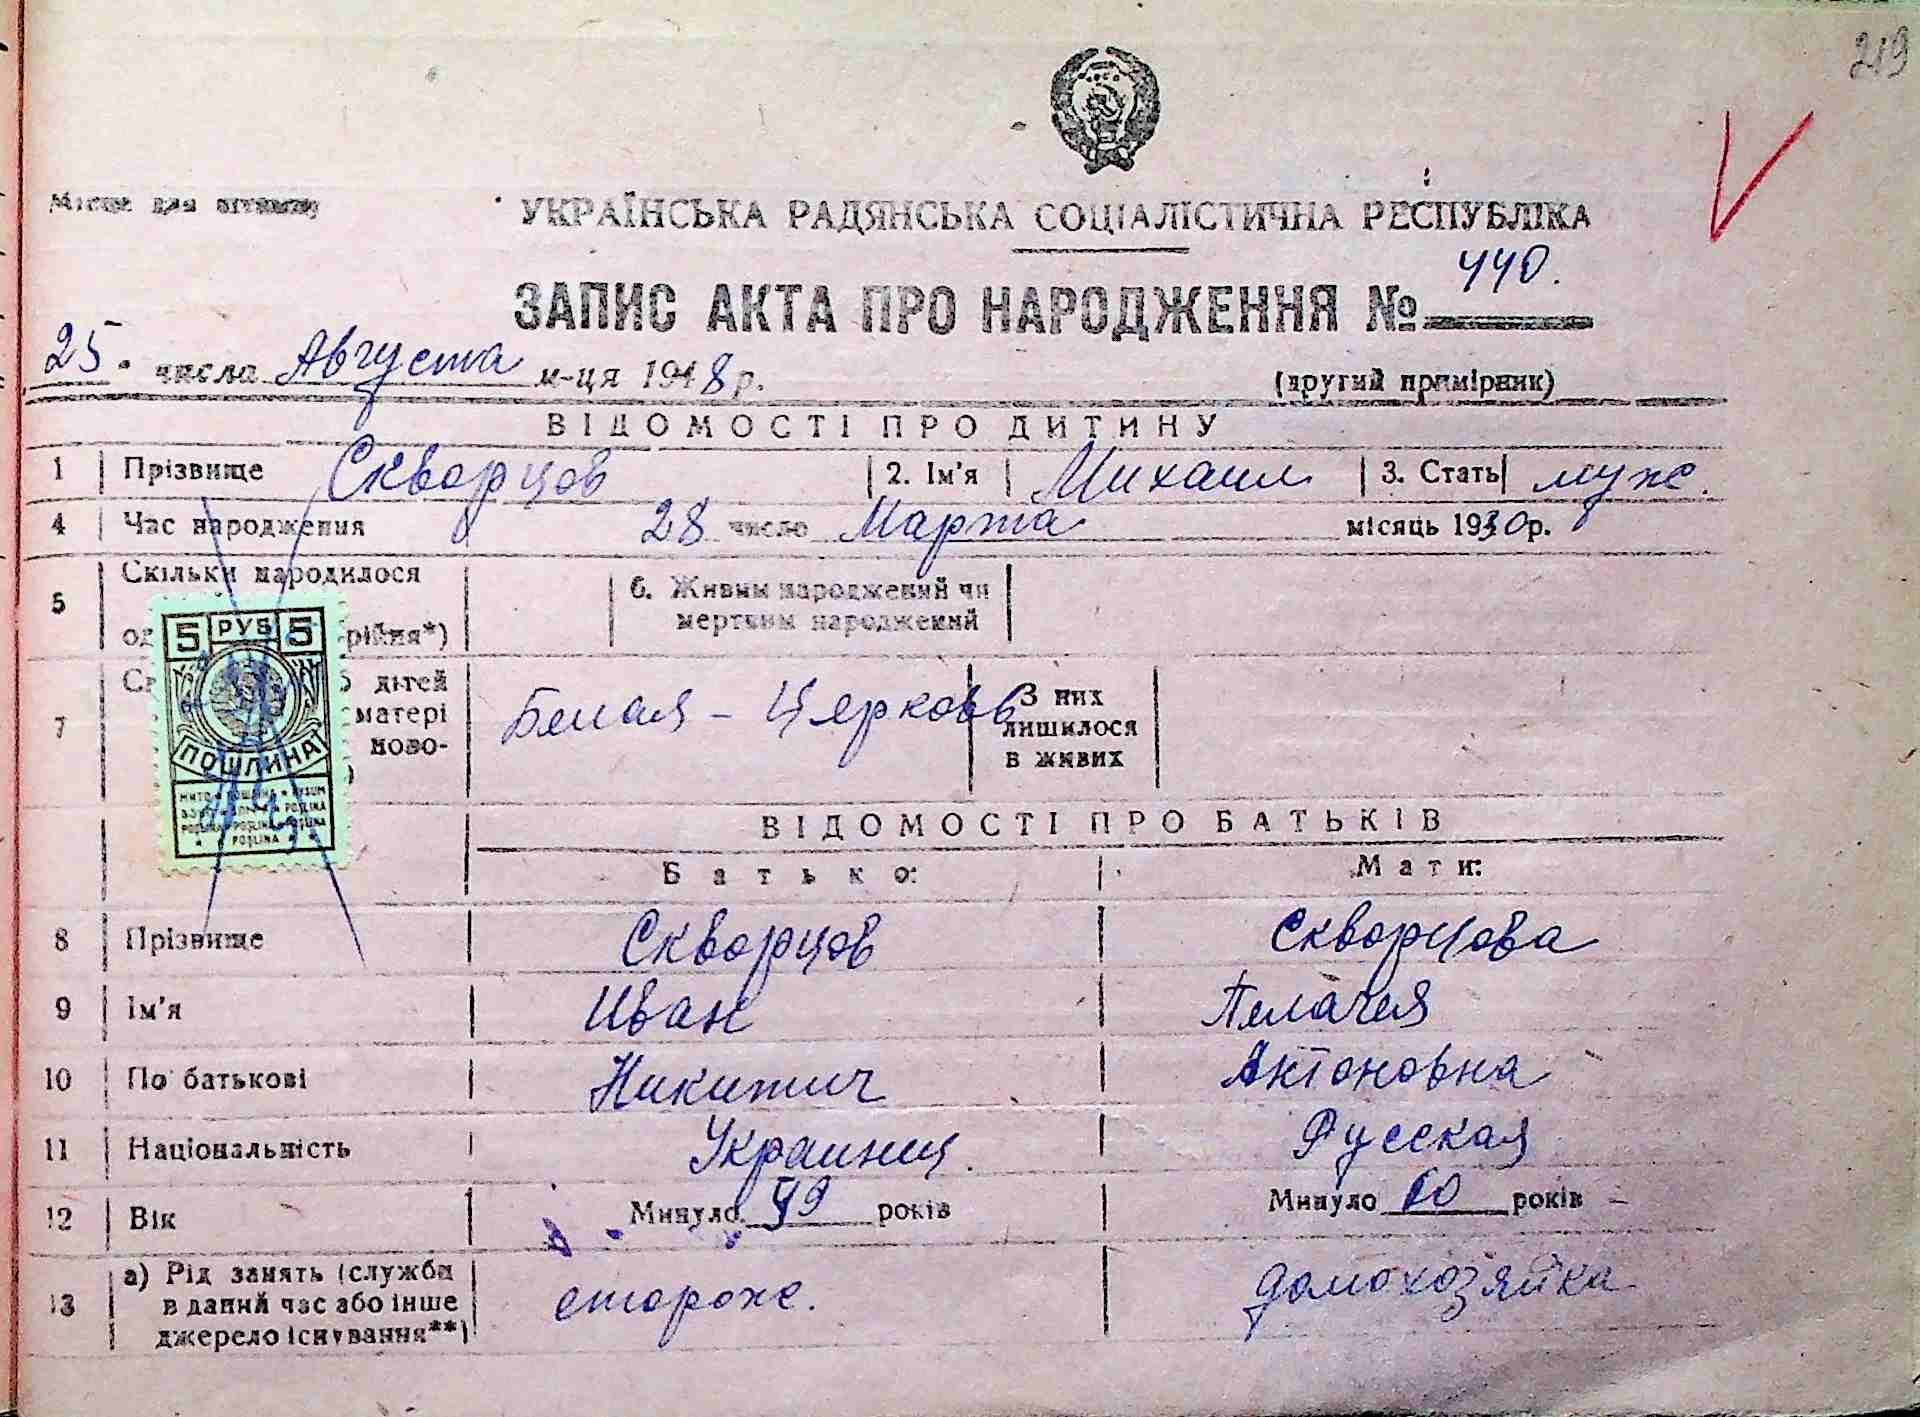 219
Місце для штампу
УКРАЇНСЬКА РАДЯНСЬКА СОЦІАЛІСТИЧНА РЕСПУБЛІКА
ЗАПИС АКТА ПРО НАРОДЖЕННЯ № 440.
25 числа Августа м-ця 1948 р. (другий примірник)
ВІДОМОСТІ ПРО ДИТИНУ
1 Прізвище Скворцов 2. Ім'я Михаил 3. Стать муж.
4 Час народження 28 число Марта місяць 1930 р.
5 Скільки народилося 6. Живим народжений чи
од рійня*) мертвим народжений
7 дітей Белая - Церковь З них
матері лишилося
ново- в живих
5 РУБ 5
ПОШЛИНА
ВІДОМОСТІ ПРО БАТЬКІВ
Батько: Мати:
8 Прізвище Скворцов Скворцова
9 Ім'я Иван Пелагея
10 По батькові Никитич Антоновна
11 Національність Украинец. Русская
12 Вік Минуло 49 років Минуло років
13 а) Рід занять (служба сторож. домохозяйка
в даний час або інше
джерело існування**)